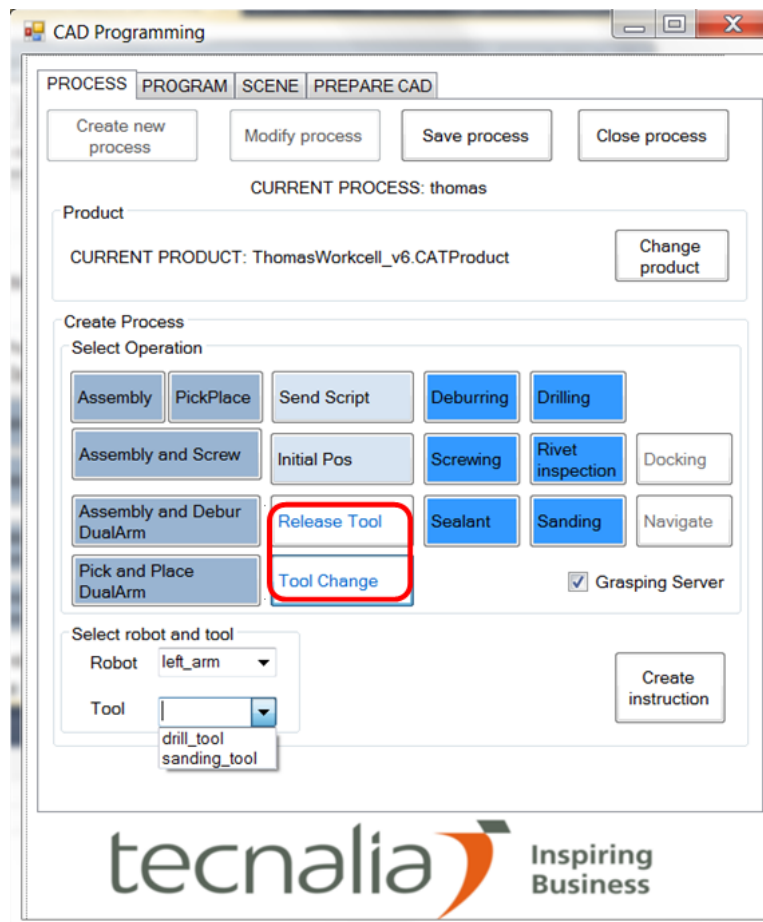 CAD Programming
PROCESS PROGRAM SCENE PREPARE CAD
Create new
process
Modify process
Save process
Close process
CURRENT PROCESS: thomas
Product
CURRENT PRODUCT: ThomasWorkcell_v6.CATProduct
Change
product
Create Process
Select Operation
Assembly
PickPlace
Send Script
Deburring
Drilling
Assembly and Screw
Initial Pos
Screwing
Rivet
inspection
Docking
Assembly and Debur
DualArm
Release Tool
Sealant
Sanding
Navigate
Pick and Place
DualArm
Tool Change
Grasping Server
Select robot and tool
Robot left_arm
Tool
drill_tool
sanding_tool
Create
instruction
tecnalia
Inspiring
Business